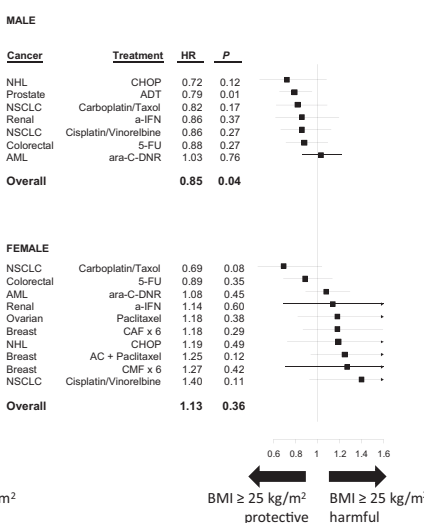 MALE
Cancer Treatment HR P
NHL CHOP 0.72 0.12
Prostate ADT 0.79 0.01
NSCLC Carboplatin/Taxol 0.82 0.17
Renal a-IFN 0.86 0.37
NSCLC Cisplatin/Vinorelbine 0.86 0.27
Colorectal 5-FU 0.88 0.27
AML ara-C-DNR 1.03 0.76
Overall 0.85 0.04
FEMALE
NSCLC Carboplatin/Taxol 0.69 0.08
Colorectal 5-FU 0.89 0.35
AML ara-C-DNR 1.08 0.45
Renal a-IFN 1.14 0.60
Ovarian Paclitaxel 1.18 0.38
Breast CAF x 6 1.18 0.29
NHL CHOP 1.19 0.49
Breast AC + Paclitaxel 1.25 0.12
Breast CMF x 6 1.27 0.42
NSCLC Cisplatin/Vinorelbine 1.40 0.11
Overall 1.13 0.36
0.6 0.8 1 1.2 1.4 1.6
m² BMI ≥ 25 kg/m² BMI ≥ 25 kg/m²
protective harmful